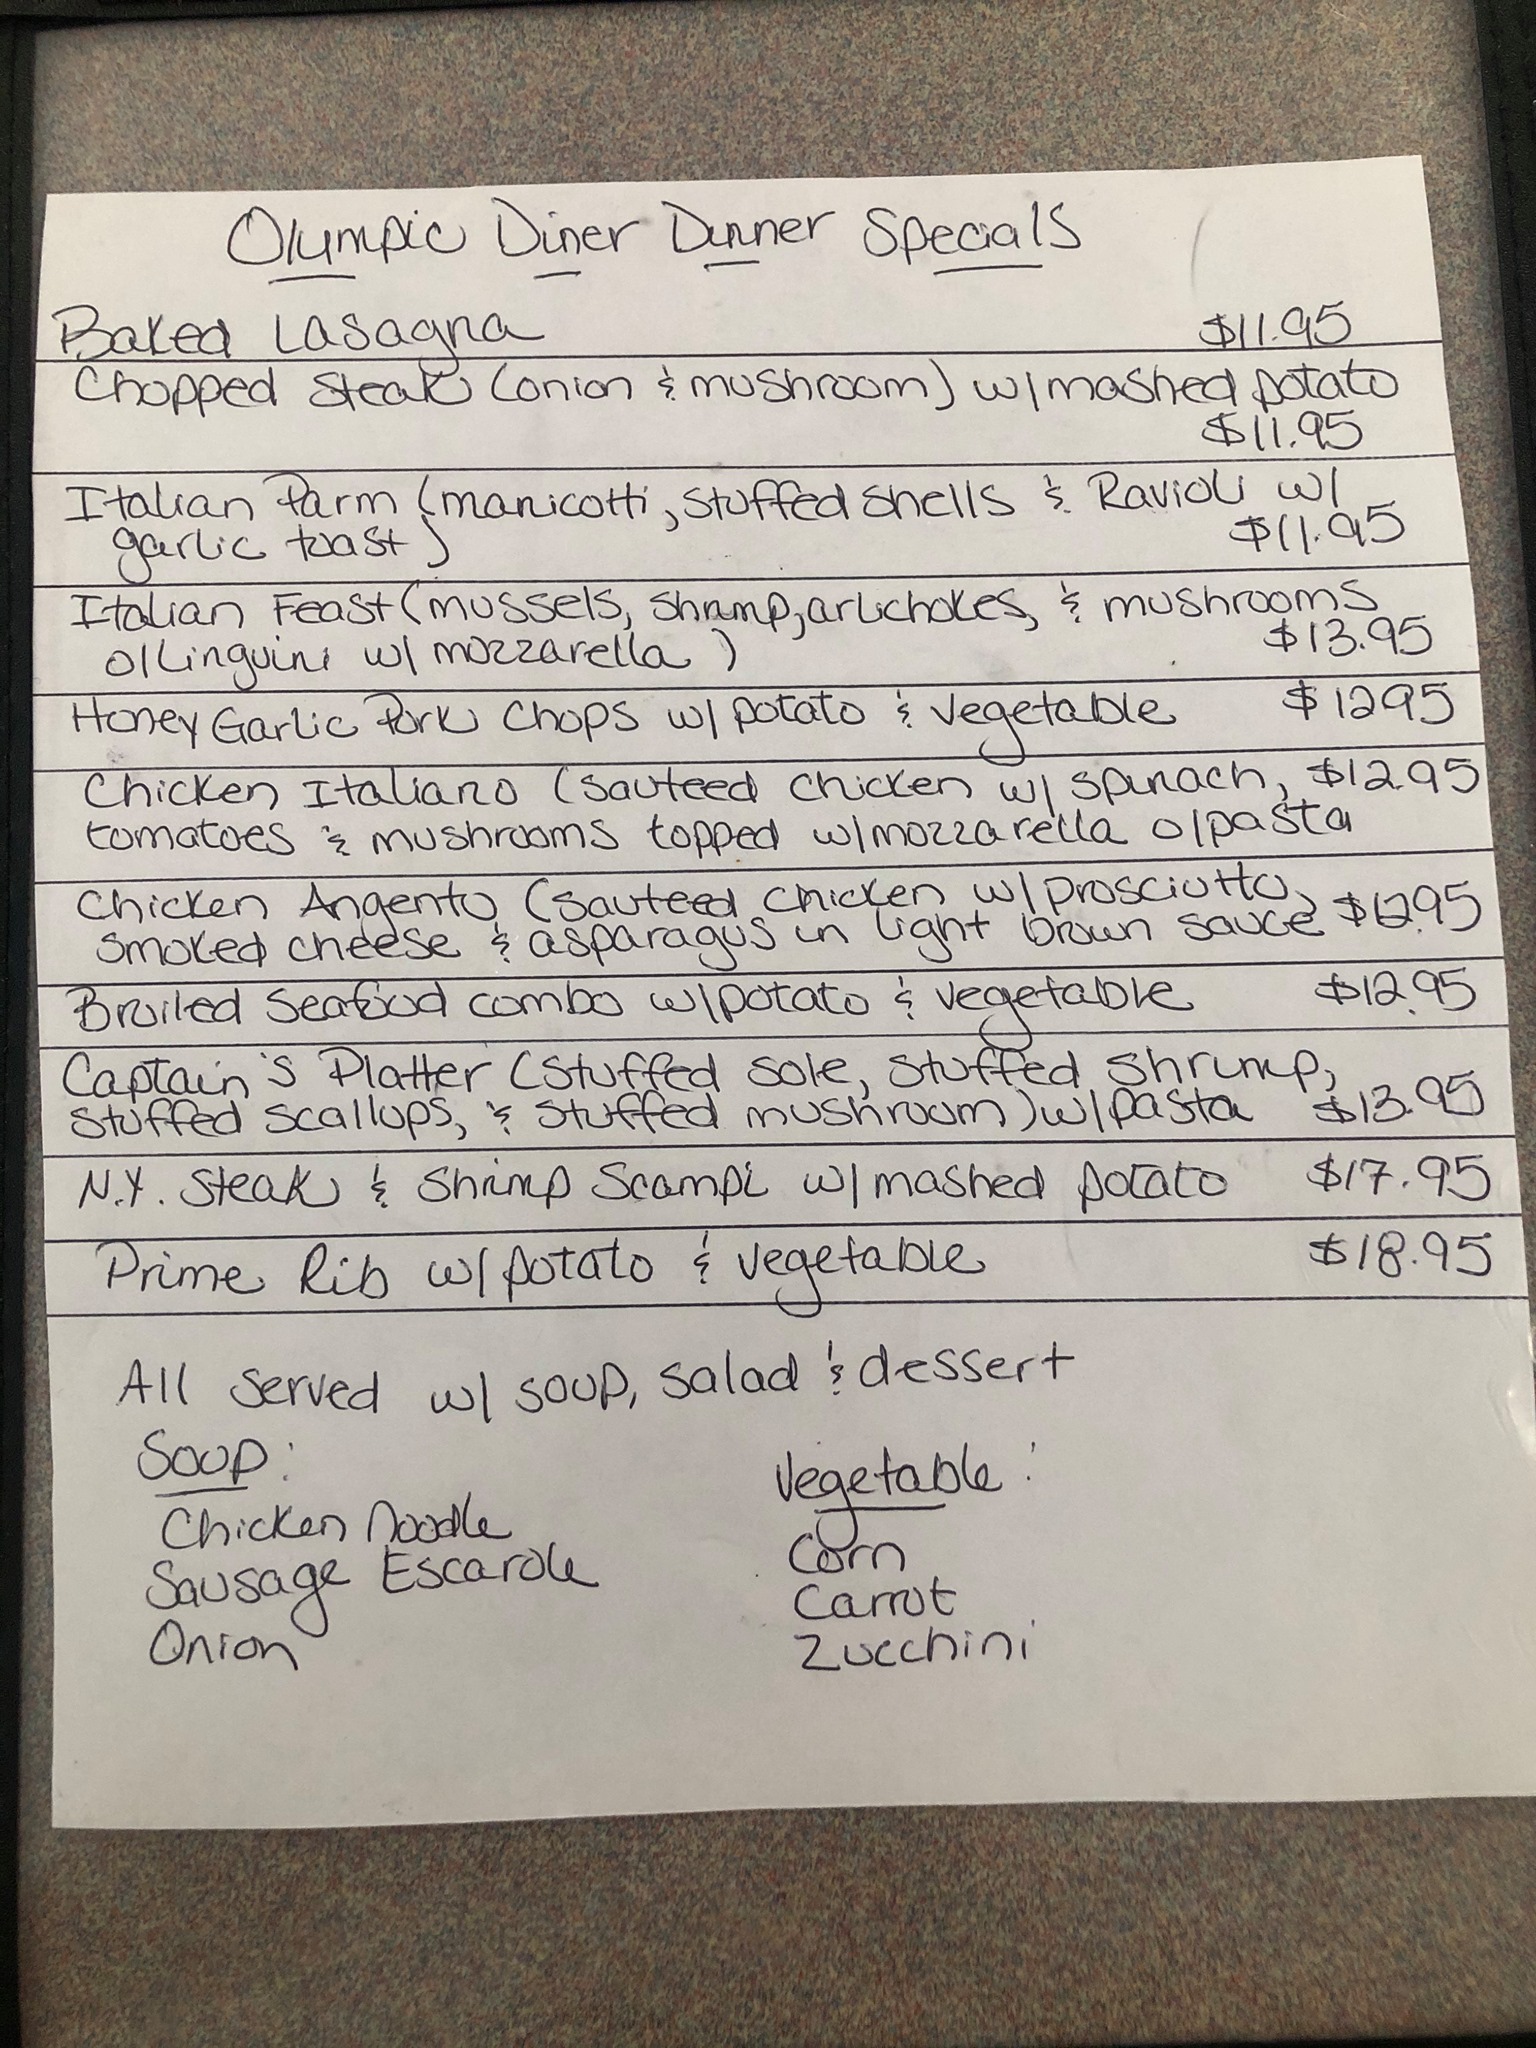 Olympic Diner Dinner Specials
Baked Lasagna $11.95
Chopped Steak (onion & mushroom) w/mashed potato
$11.95
Italian Parm (manicotti, stuffed shells & Ravioli w/
garlic toast) $11.95
Italian Feast (mussels, shrimp, artichokes, & mushrooms
o/Linguini w/ mozzarella) $13.95
Honey Garlic Pork Chops w/ potato & vegetable $1295
Chicken Italiano (sauteed chicken w/ spinach, $12.95
tomatoes & mushrooms topped w/mozzarella o/pasta
Chicken Angento (sauteed chicken w/prosciutto,
smoked cheese & asparagus in light brown sauce $12.95
Broiled Seafood combo w/potato & vegetable $12.95
Captain's Platter (stuffed sole, stuffed shrimp,
stuffed scallops, & stuffed mushroom) w/pasta $13.95
N.Y. Steak & Shrimp Scampi w/ mashed potato $17.95
Prime Rib w/ potato & vegetable $18.95
All served w/ soup, salad & dessert
Soup: Vegetable:
Chicken Noodle Corn
Sausage Escarole Carrot
Onion Zucchini